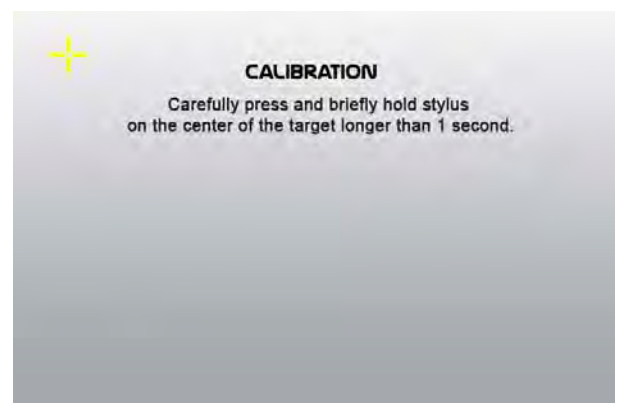 CALIBRATION
Carefully press and briefly hold stylus
on the center of the target longer than 1 second.